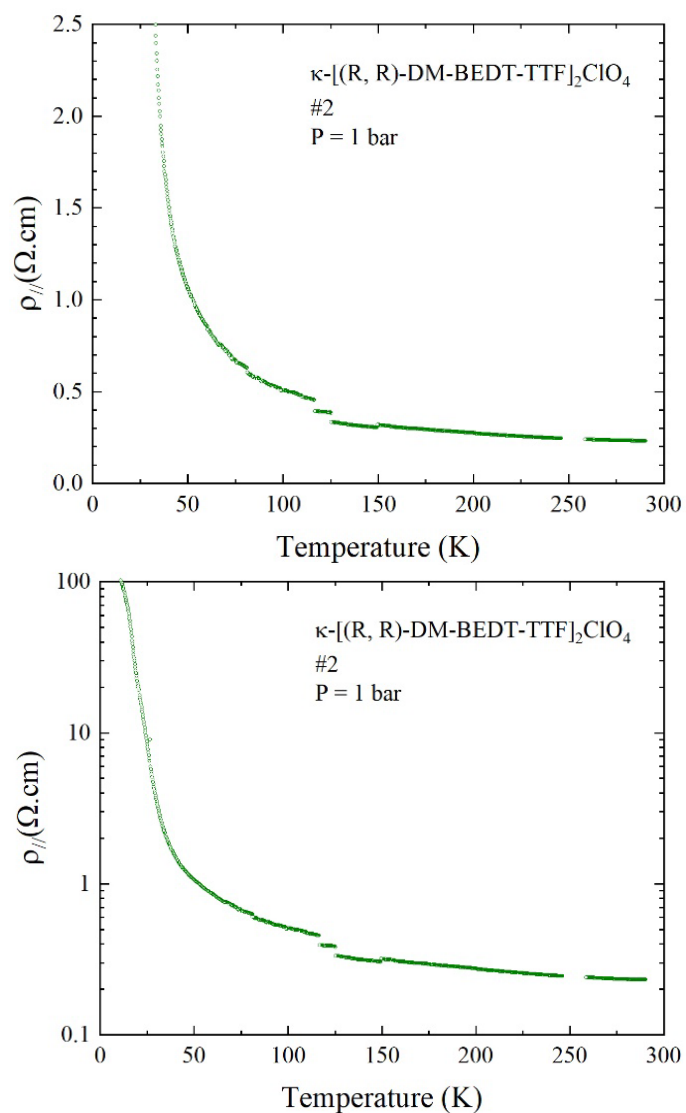 2.5
2.0
1.5
1.0
0.5
0.0
ρ//(Ω.cm)
κ-[(R, R)-DM-BEDT-TTF]₂ClO₄
#2
P = 1 bar
0 50 100 150 200 250 300
Temperature (K)
100
10
1
0.1
ρ//(Ω.cm)
κ-[(R, R)-DM-BEDT-TTF]₂ClO₄
#2
P = 1 bar
0 50 100 150 200 250 300
Temperature (K)